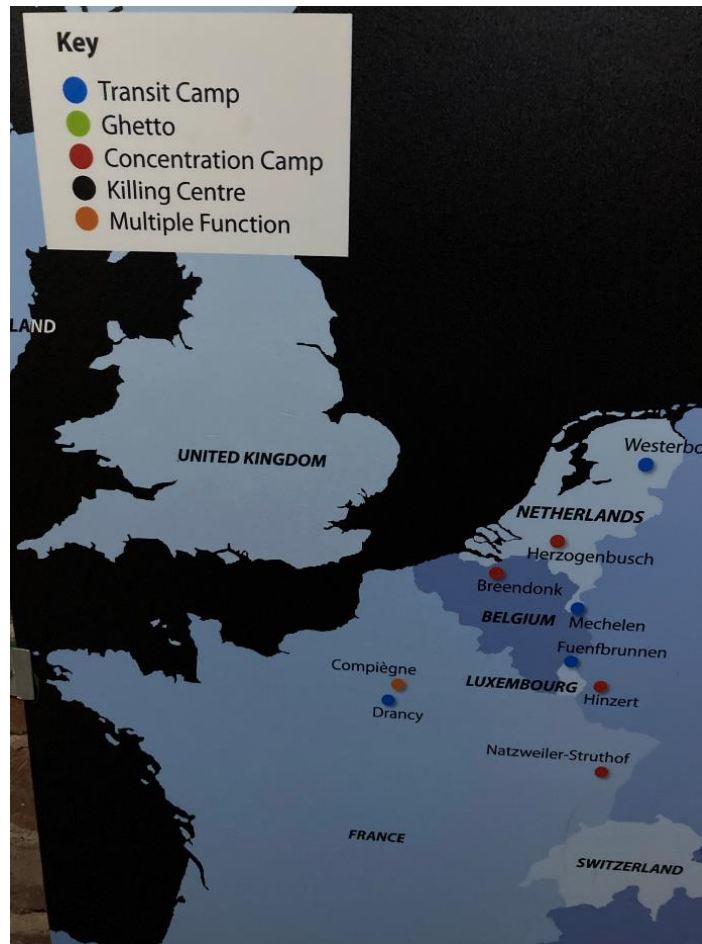 Key
Transit Camp
Ghetto
Concentration Camp
Killing Centre
Multiple Function
LAND
UNITED KINGDOM
Westerbo
NETHERLANDS
Herzogenbusch
Breendonk
BELGIUM
Mechelen
Fuenfbrunnen
Compiègne
LUXEMBOURG
Hinzert
Drancy
Natzweiler-Struthof
FRANCE
SWITZERLAND